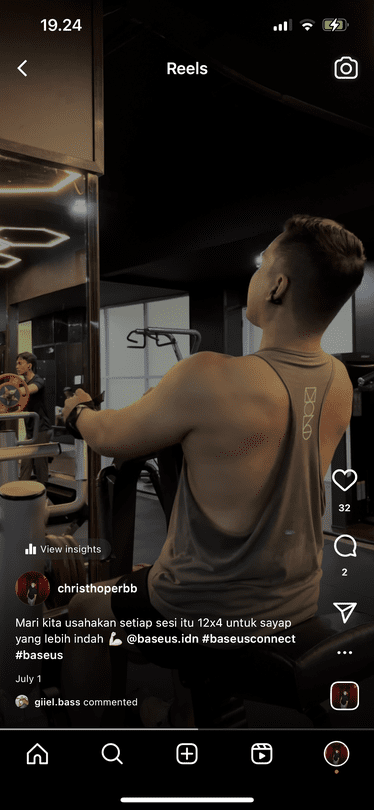 19.24
Reels
32
2
View insights
christhoperbb
Mari kita usahakan setiap sesi itu 12x4 untuk sayap
yang lebih indah 💪 @baseus.idn #baseusconnect
#baseus
July 1
giiel.bass commented